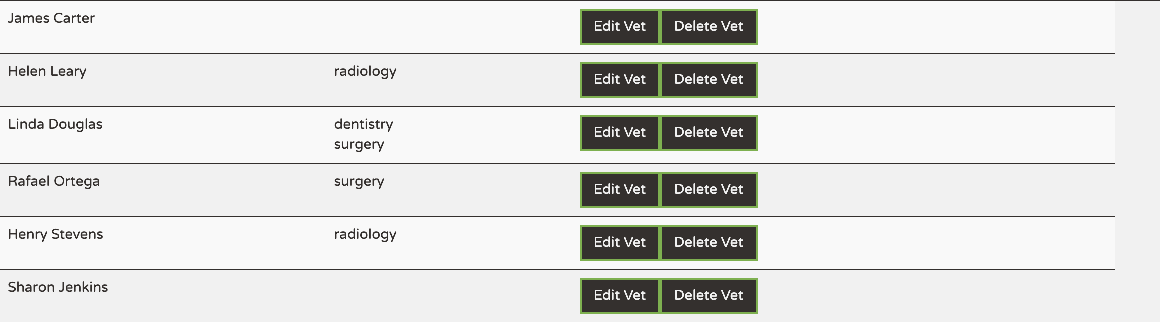 James Carter Edit Vet Delete Vet
Helen Leary radiology Edit Vet Delete Vet
Linda Douglas dentistry Edit Vet Delete Vet
surgery
Rafael Ortega surgery Edit Vet Delete Vet
Henry Stevens radiology Edit Vet Delete Vet
Sharon Jenkins Edit Vet Delete Vet